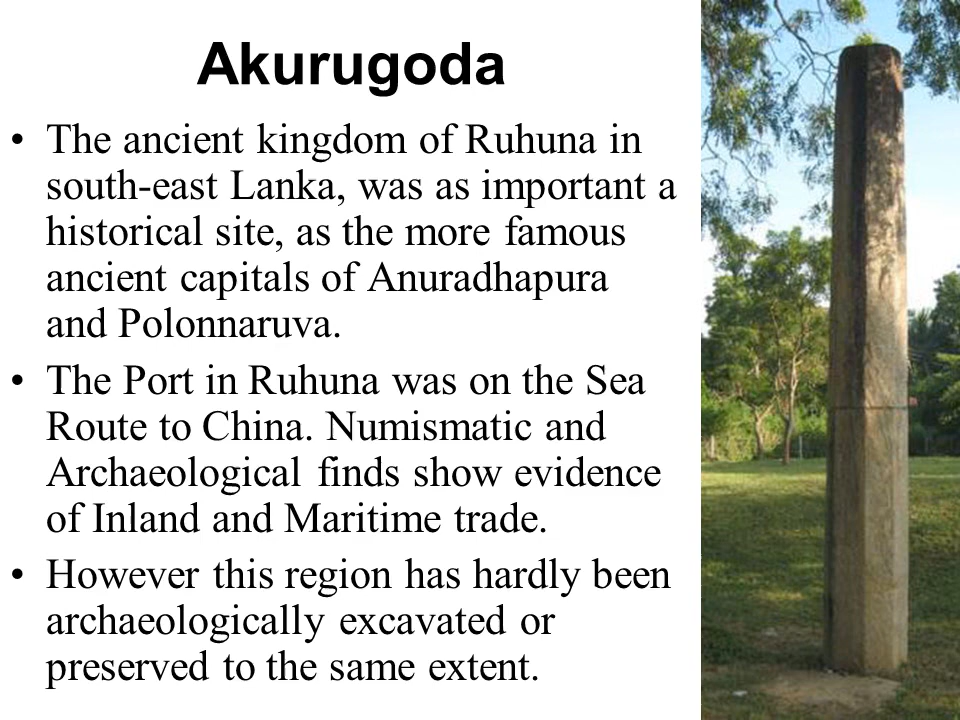 Akurugoda
• The ancient kingdom of Ruhuna in
south-east Lanka, was as important a
historical site, as the more famous
ancient capitals of Anuradhapura
and Polonnaruva.
• The Port in Ruhuna was on the Sea
Route to China. Numismatic and
Archaeological finds show evidence
of Inland and Maritime trade.
• However this region has hardly been
archaeologically excavated or
preserved to the same extent.